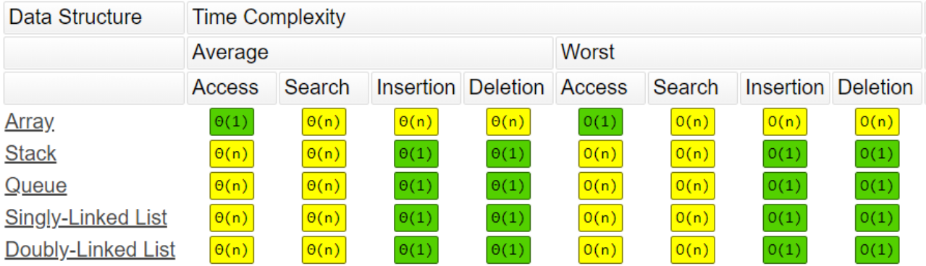 Data Structure Time Complexity
Average Worst
Access Search Insertion Deletion Access Search Insertion Deletion
Array Θ(1) Θ(n) Θ(n) Θ(n) O(1) O(n) O(n) O(n)
Stack Θ(n) Θ(n) Θ(1) Θ(1) O(n) O(n) O(1) O(1)
Queue Θ(n) Θ(n) Θ(1) Θ(1) O(n) O(n) O(1) O(1)
Singly-Linked List Θ(n) Θ(n) Θ(1) Θ(1) O(n) O(n) O(1) O(1)
Doubly-Linked List Θ(n) Θ(n) Θ(1) Θ(1) O(n) O(n) O(1) O(1)